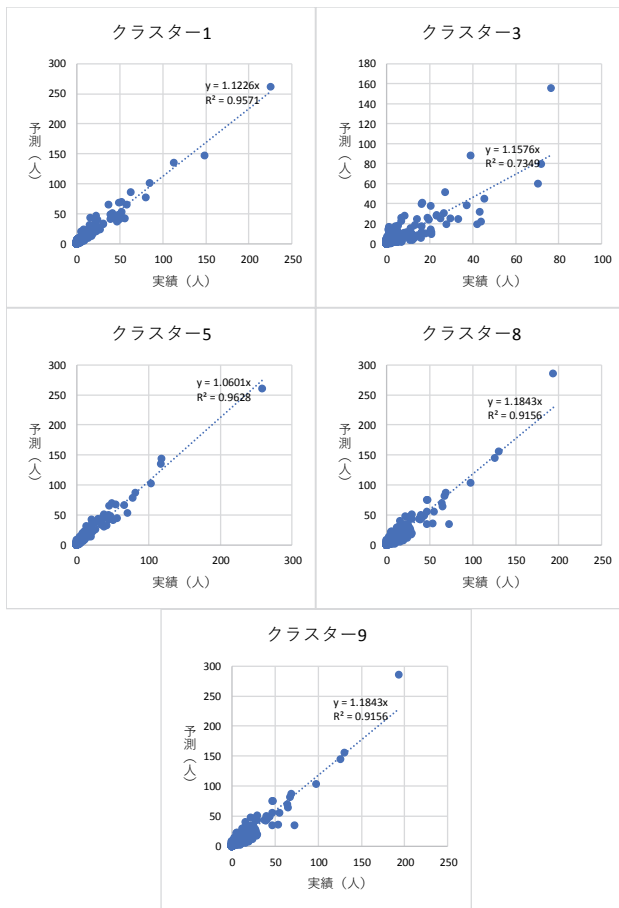 クラスター1
300
250
200
150
100
50
0
予測（人）
y = 1.1226x
R² = 0.9571
0 50 100 150 200 250
実績（人）
クラスター3
180
160
140
120
100
80
60
40
20
0
予測（人）
y = 1.1576x
R² = 0.7349
0 20 40 60 80 100
実績（人）
クラスター5
300
250
200
150
100
50
0
予測（人）
y = 1.0601x
R² = 0.9628
0 100 200 300
実績（人）
クラスター8
300
250
200
150
100
50
0
予測（人）
y = 1.1843x
R² = 0.9156
0 50 100 150 200 250
実績（人）
クラスター9
300
250
200
150
100
50
0
予測（人）
y = 1.1843x
R² = 0.9156
0 50 100 150 200 250
実績（人）